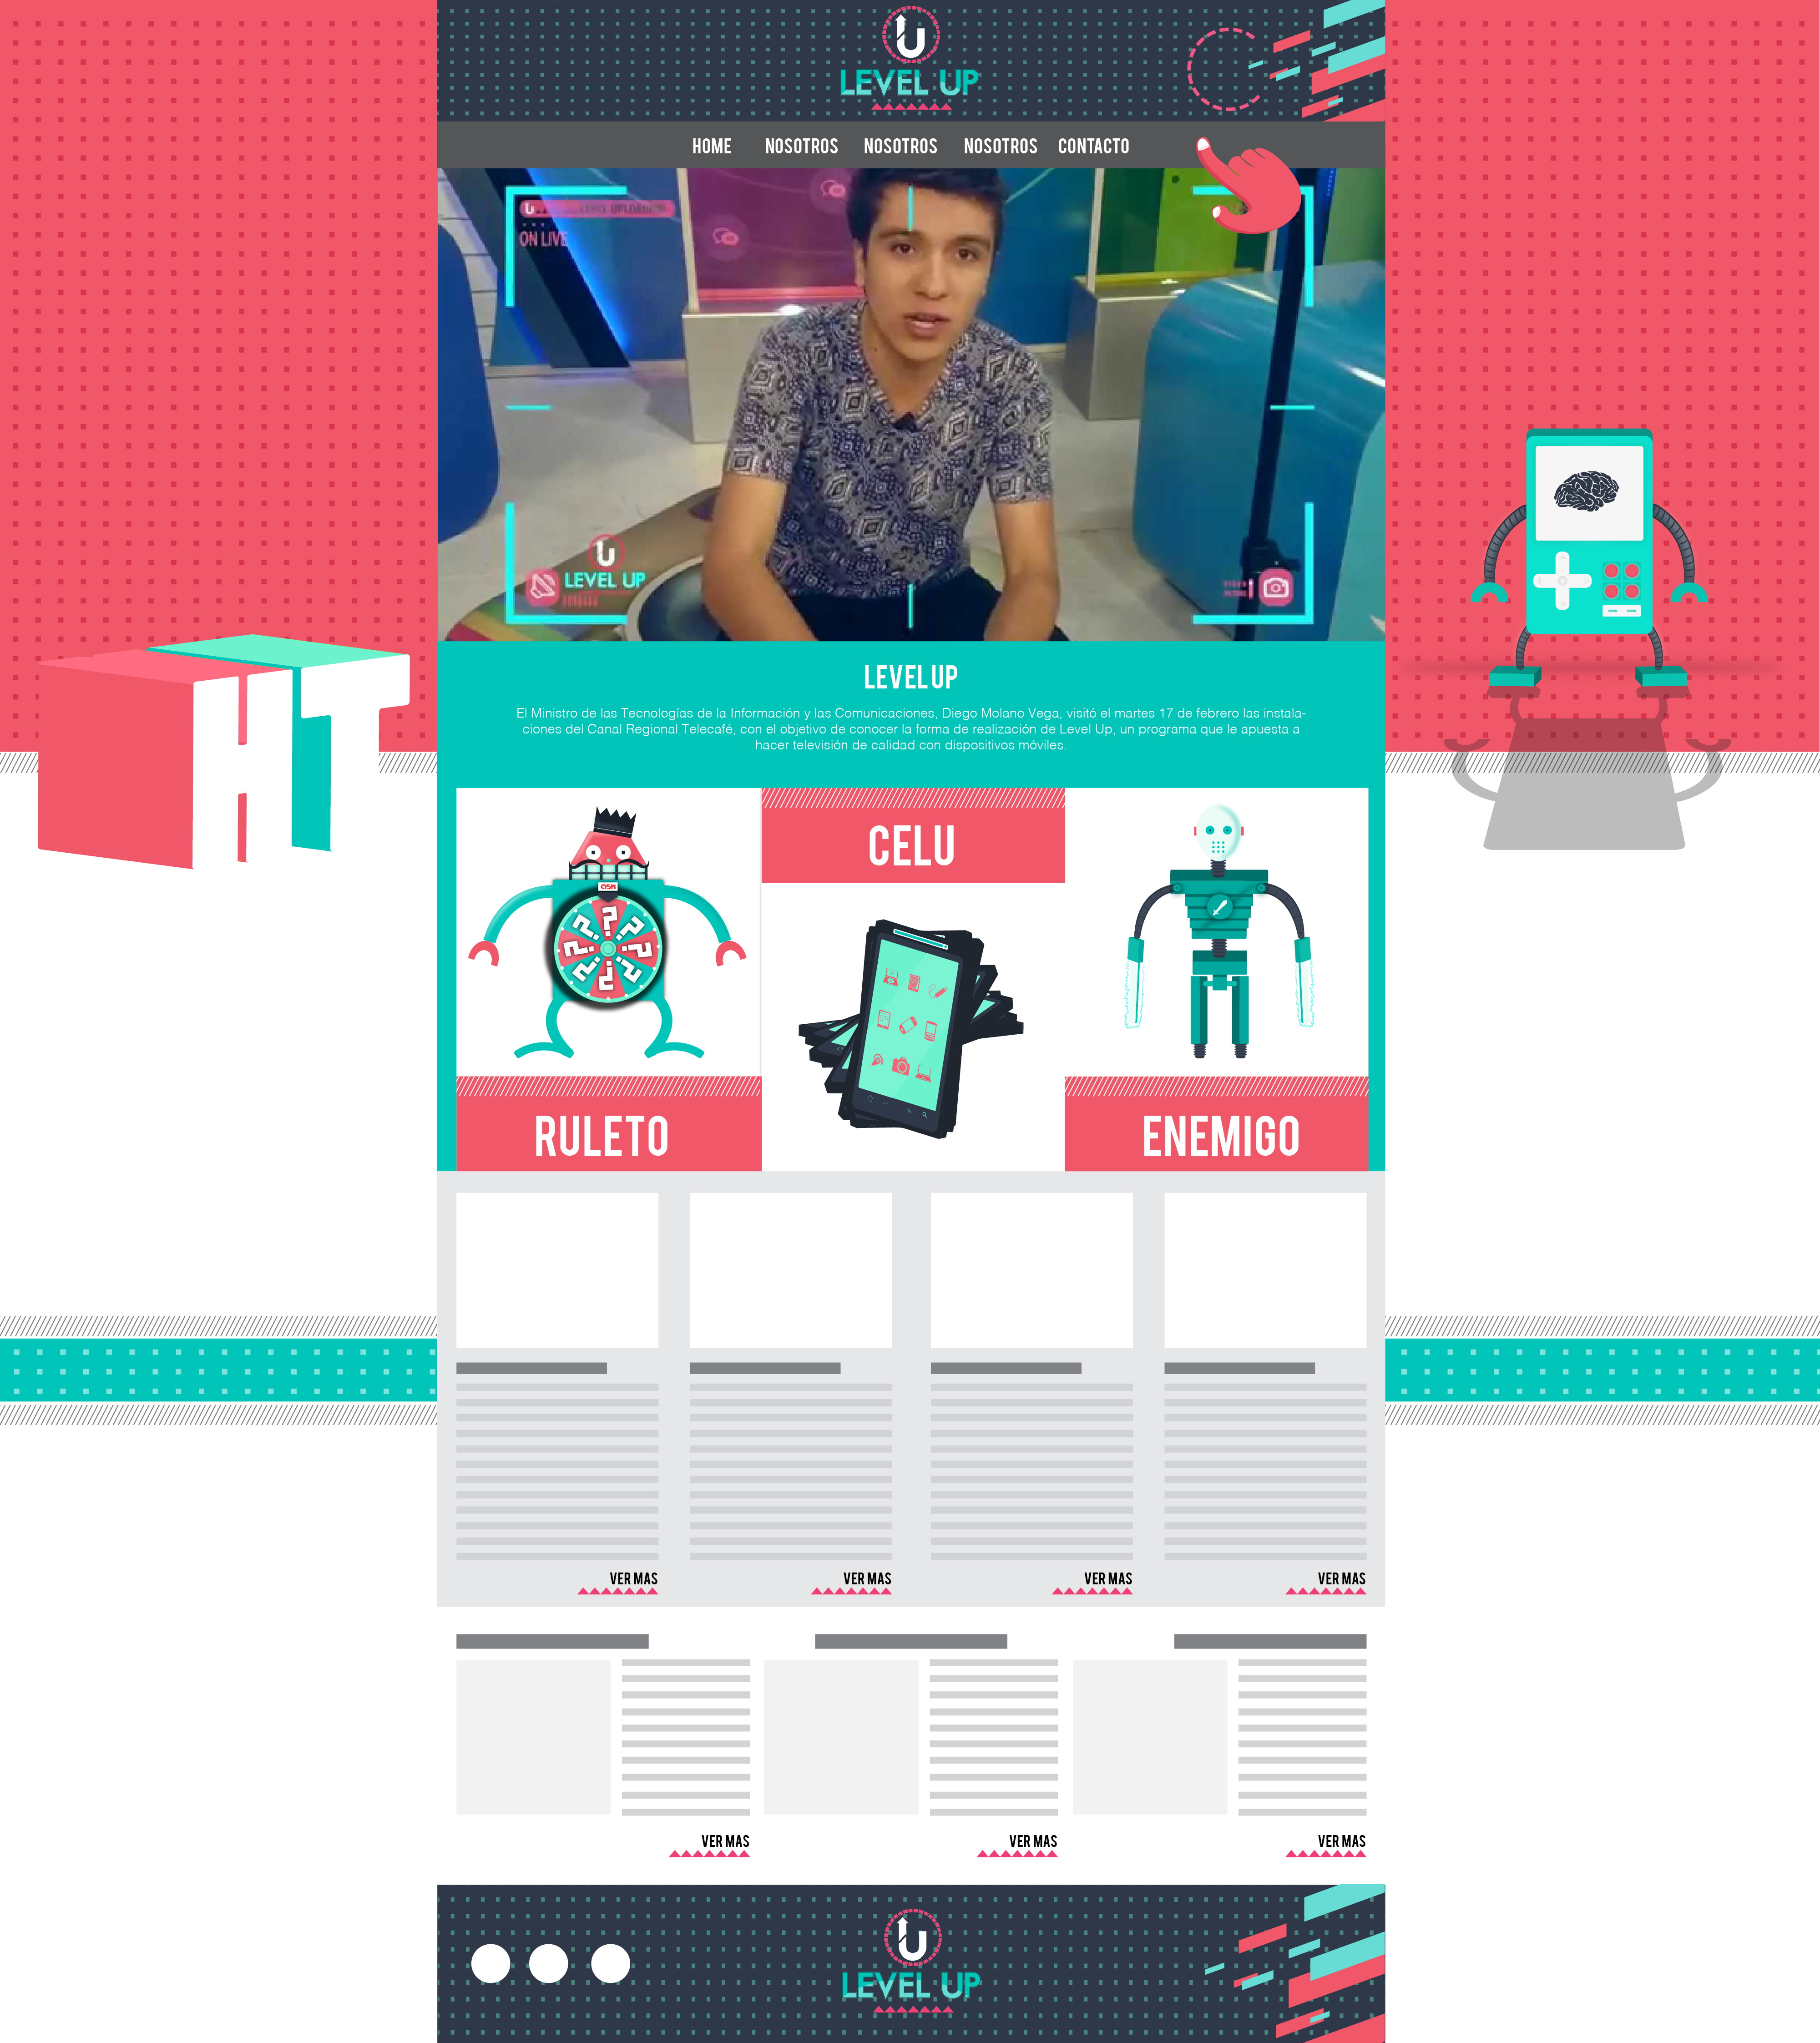 LEVEL UP
HOME NOSOTROS NOSOTROS NOSOTROS CONTACTO
ON LIVE
LEVEL UP
LEVEL UP
El Ministro de las Tecnologías de la Información y las Comunicaciones, Diego Molano Vega, visitó el martes 17 de febrero las instala-
ciones del Canal Regional Telecafé, con el objetivo de conocer la forma de realización de Level Up, un programa que le apuesta a
hacer televisión de calidad con dispositivos móviles.
CELU
ask
RULETO
ENEMIGO
VER MAS VER MAS VER MAS VER MAS
VER MAS VER MAS VER MAS
LEVEL UP